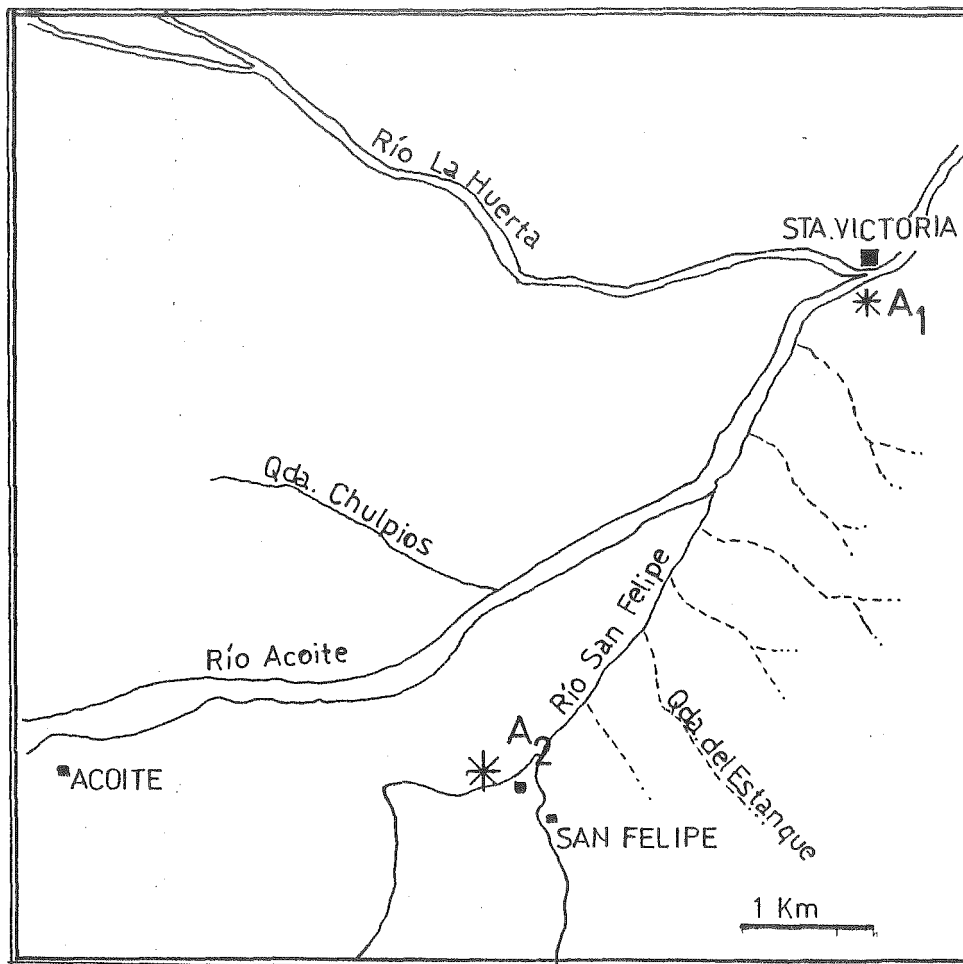 Río La Huerta
STA. VICTORIA
A1
Qda. Chulpios
Río San Felipe
Río Acoite
A2
Qda. del Estanque
ACOITE
SAN FELIPE
1 Km